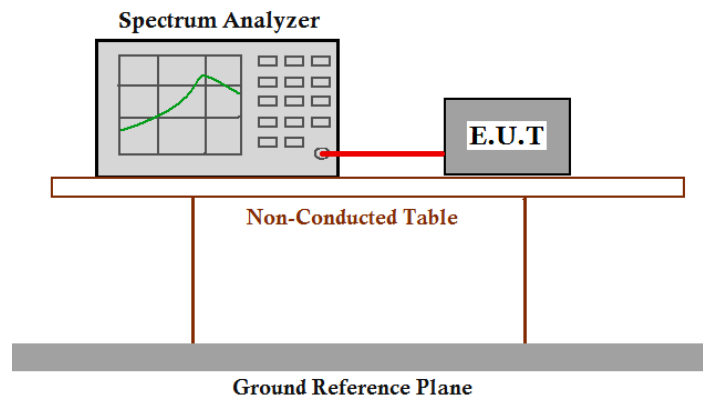 Spectrum Analyzer
E.U.T
Non-Conducted Table
Ground Reference Plane